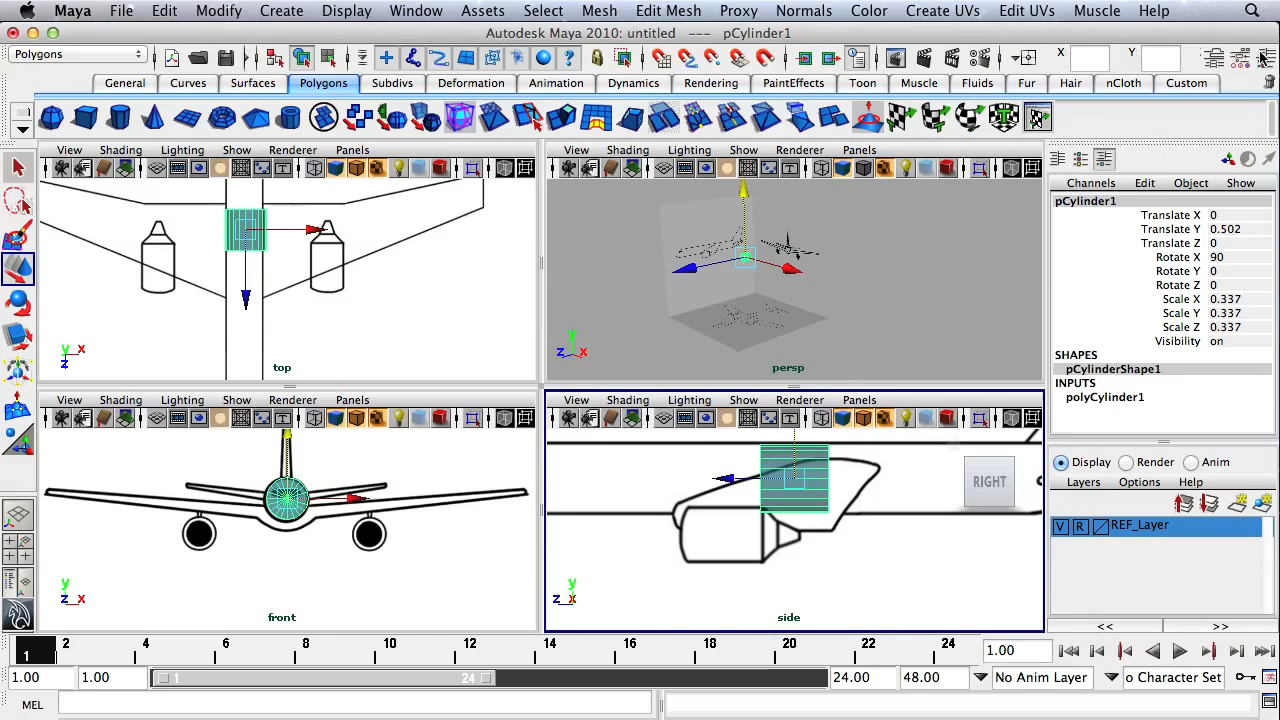 Maya File Edit Modify Create Display Window Assets Select Mesh Edit Mesh Proxy Normals Color Create UVs Edit UVs Muscle Help
Autodesk Maya 2010: untitled --- pCylinder1
Polygons X Y
General Curves Surfaces Polygons Subdivs Deformation Animation Dynamics Rendering PaintEffects Toon Muscle Fluids Fur Hair nCloth Custom
View Shading Lighting Show Renderer Panels
View Shading Lighting Show Renderer Panels
Channels Edit Object Show
pCylinder1
Translate X 0
Translate Y 0.502
Translate Z 0
Rotate X 90
Rotate Y 0
Rotate Z 0
Scale X 0.337
Scale Y 0.337
Scale Z 0.337
Visibility on
SHAPES
pCylinderShape1
INPUTS
polyCylinder1
y x
z
top
y
z x
persp
View Shading Lighting Show Renderer Panels
View Shading Lighting Show Renderer Panels
RIGHT
y
z x
front
y
z x
side
Display Render Anim
Layers Options Help
V R REF_Layer
<< >>
1 2 4 6 8 10 12 14 16 18 20 22 24
1.00
1.00 1.00 1 24 24.00 48.00 No Anim Layer o Character Set
MEL